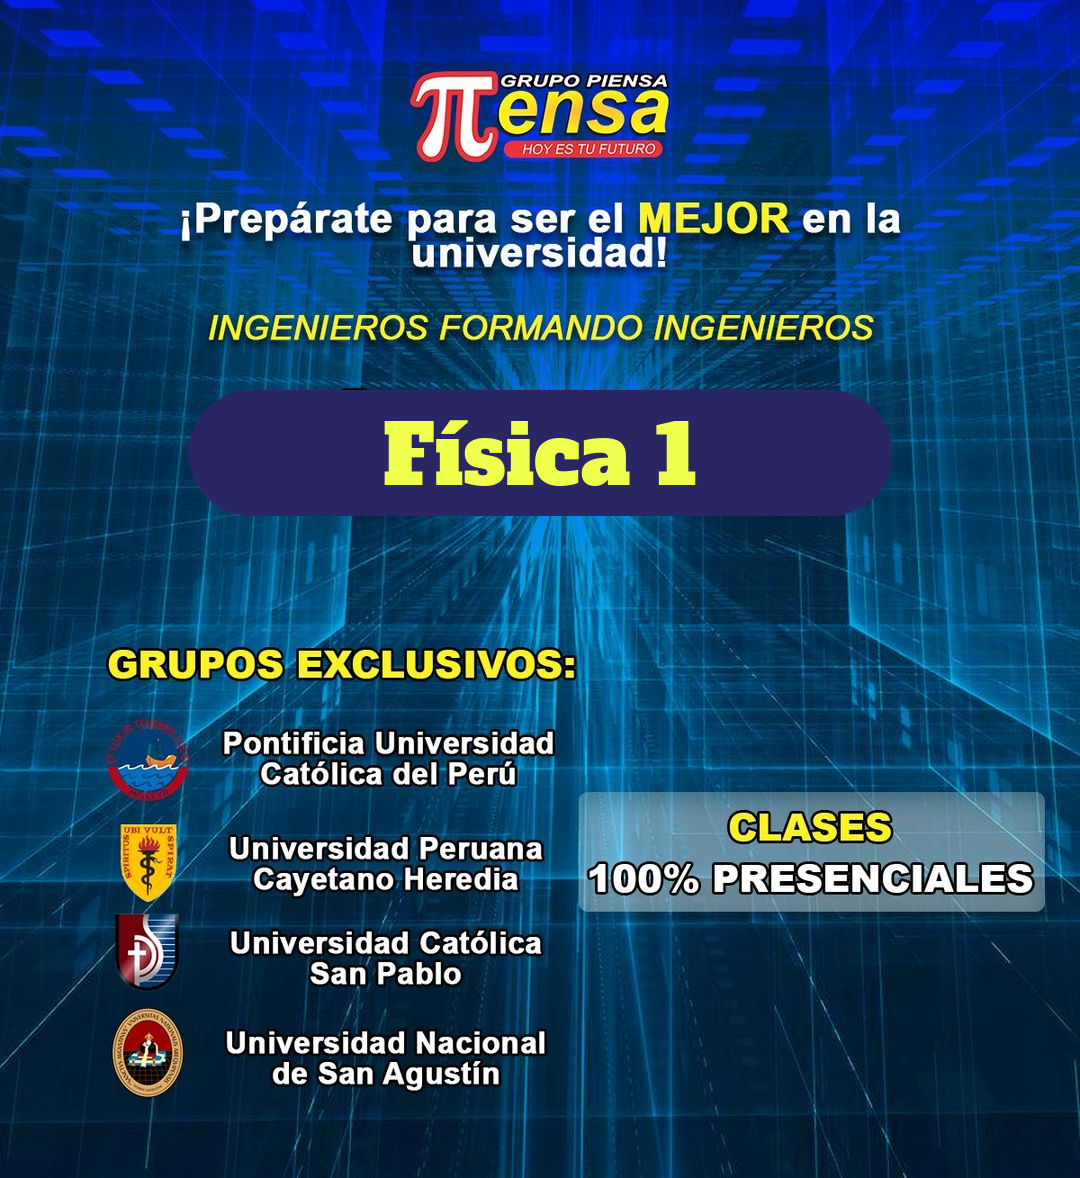 GRUPO PIENSA
πensa
HOY ES TU FUTURO
¡Prepárate para ser el MEJOR en la
universidad!
INGENIEROS FORMANDO INGENIEROS
Física 1
GRUPOS EXCLUSIVOS:
Pontificia Universidad
Católica del Perú
UBI VULT
SPIRITUS
SPIRAT
Universidad Peruana
Cayetano Heredia
CLASES
100% PRESENCIALES
Universidad Católica
San Pablo
Universidad Nacional
de San Agustín